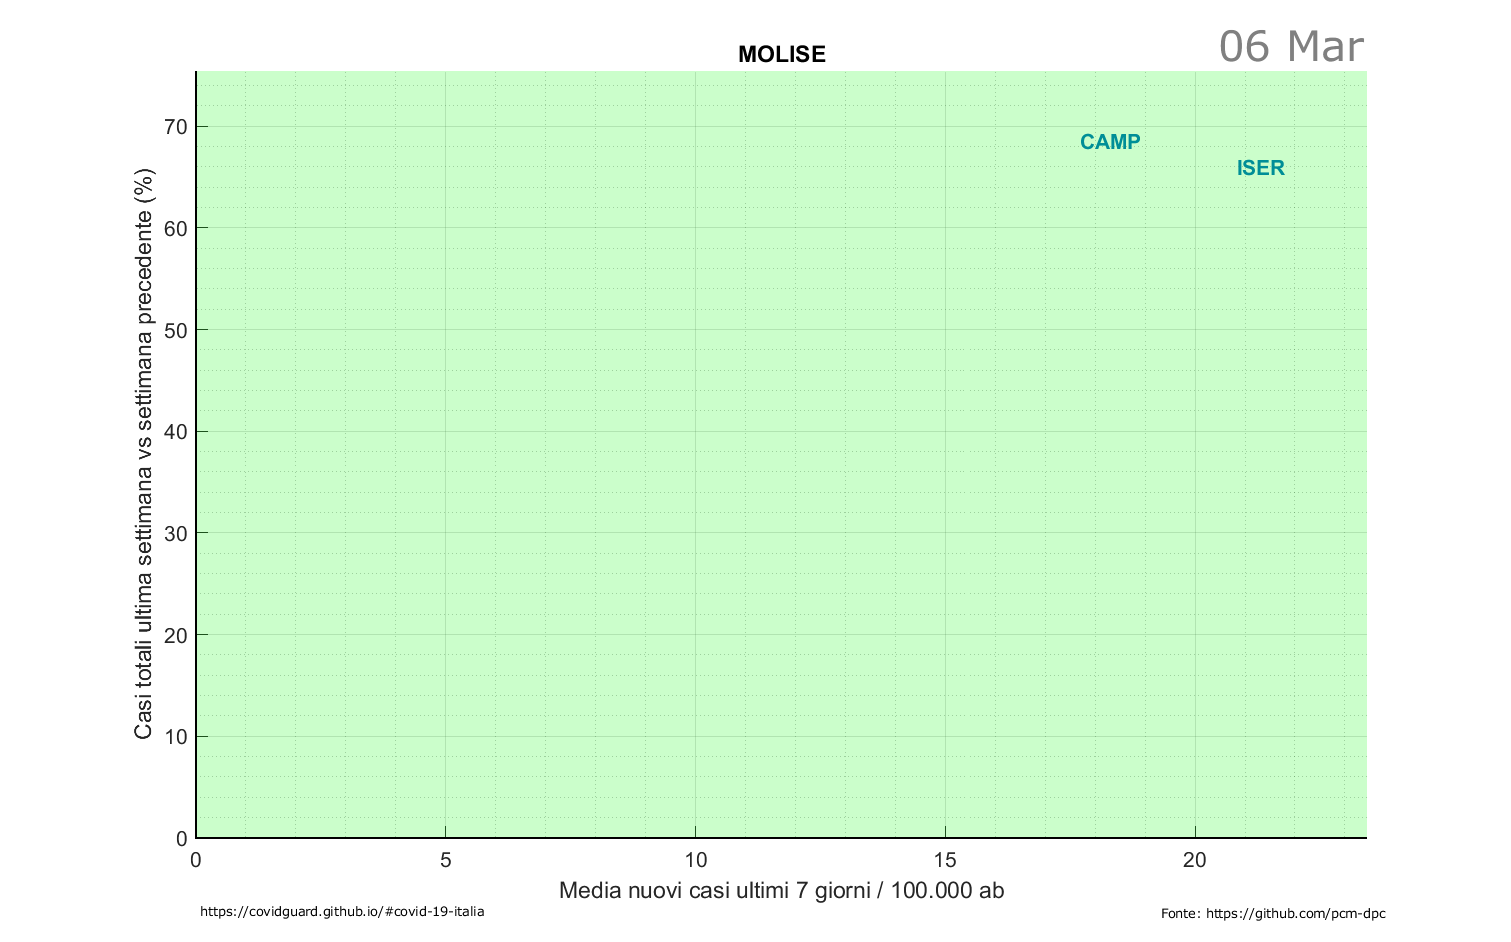 06 Mar
MOLISE
Casi totali ultima settimana vs settimana precedente (%)
70
60
50
40
30
20
10
0
CAMP
ISER
0 5 10 15 20
Media nuovi casi ultimi 7 giorni / 100.000 ab
https://covidguard.github.io/#covid-19-italia
Fonte: https://github.com/pcm-dpc